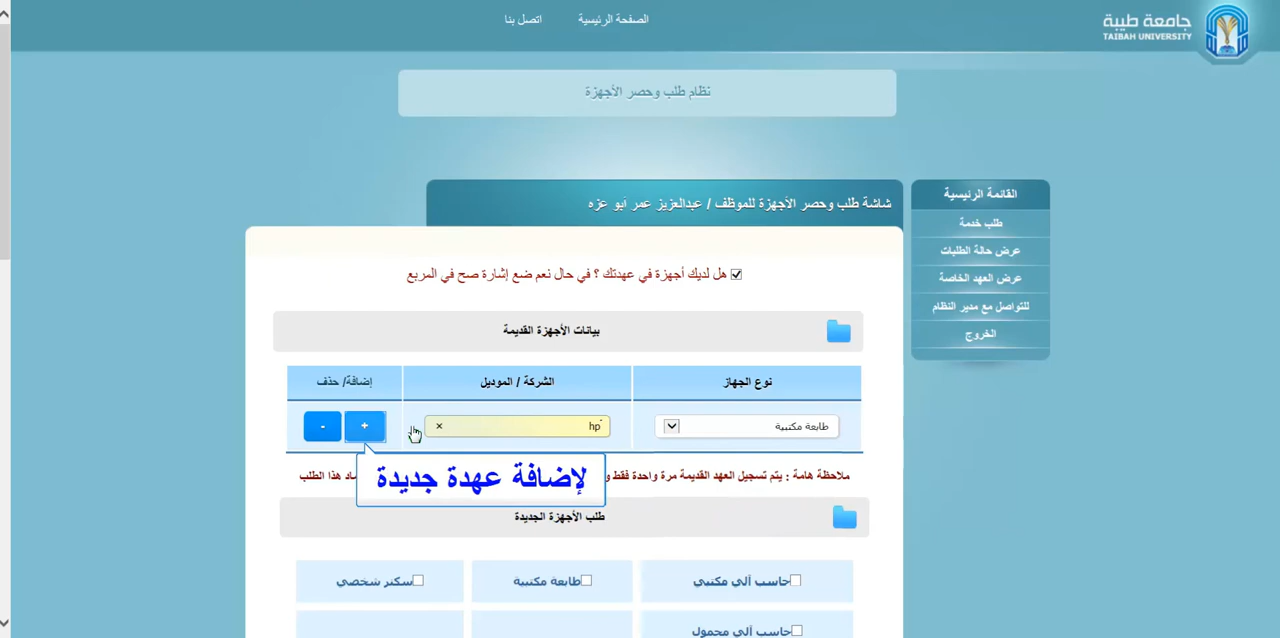 جامعة طيبة
TAIBAH UNIVERSITY
الصفحة الرئيسية
اتصل بنا
نظام طلب وحصر الأجهزة
القائمة الرئيسية
طلب خدمة
عرض حالة الطلبات
عرض العهد الخاصة
للتواصل مع مدير النظام
الخروج
شاشة طلب وحصر الأجهزة للموظف / عبدالعزيز عمر أبو عزه
هل لديك أجهزة في عهدتك ؟ في حال نعم ضع إشارة صح في المربع
بيانات الأجهزة القديمة
نوع الجهاز
الشركة / الموديل
إضافة/ حذف
طابعة مكتبية
hp
+
-
لإضافة عهدة جديدة
ملاحظة هامة : يتم تسجيل العهد القديمة مرة واحدة فقط و
هذا الطلب
طلب الأجهزة الجديدة
حاسب آلي مكتبي
طابعة مكتبية
سكنر شخصي
حاسب آلي محمول